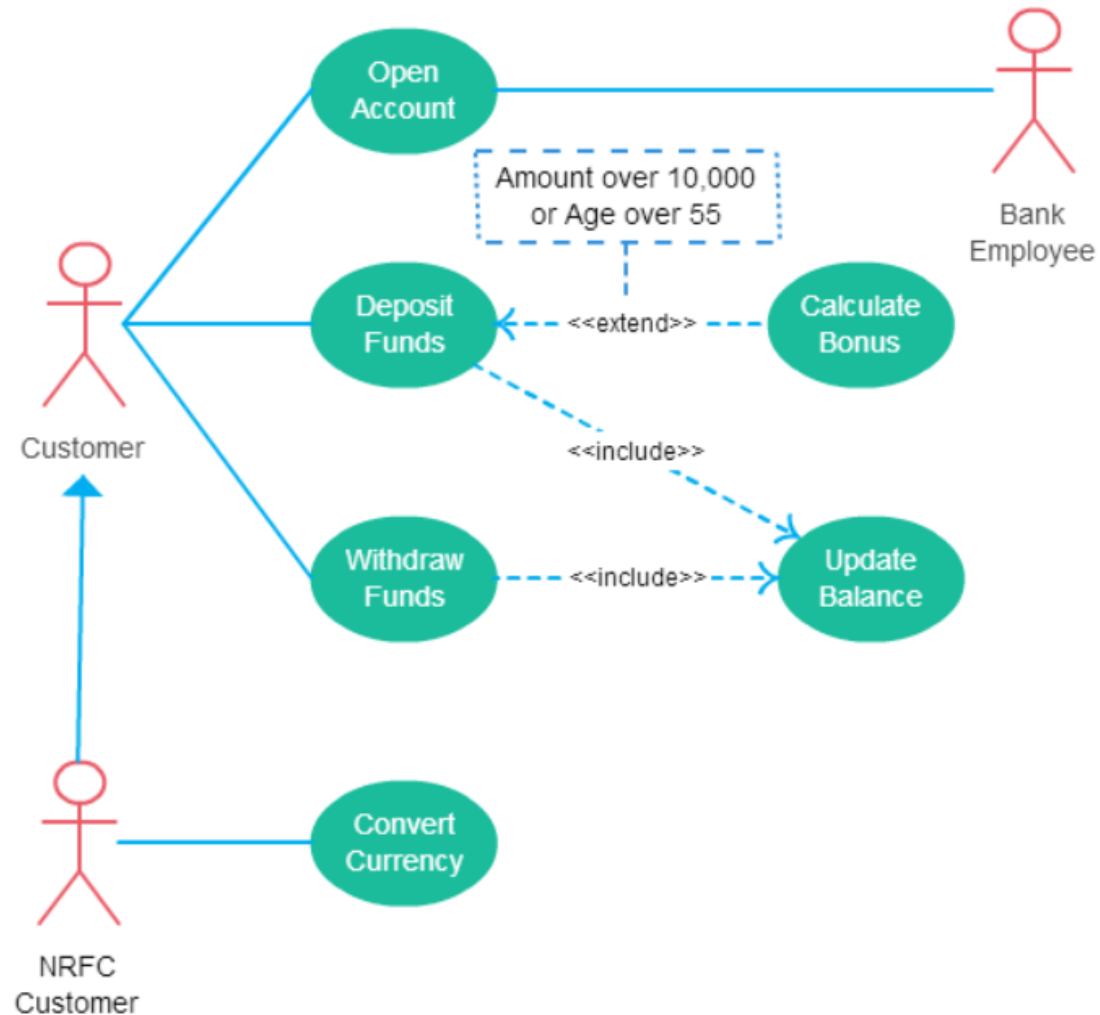 Open
Account
Amount over 10,000
or Age over 55
Bank
Employee
Customer
Deposit
Funds
<<extend>>
Calculate
Bonus
<<include>>
Withdraw
Funds
<<include>>
Update
Balance
Convert
Currency
NRFC
Customer